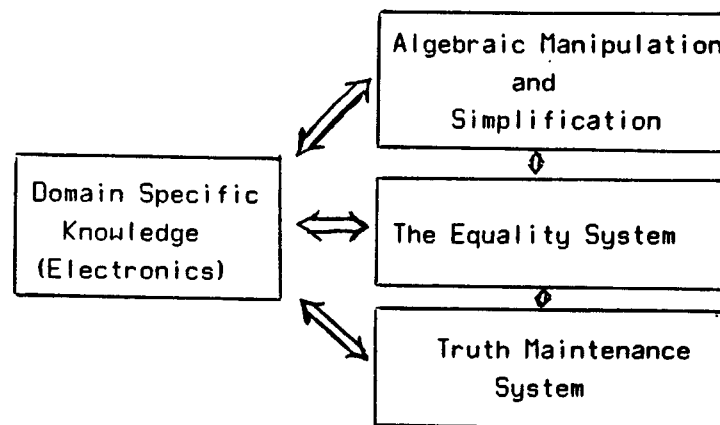 Algebraic Manipulation
and
Simplification
Domain Specific
Knowledge
(Electronics)
The Equality System
Truth Maintenance
System